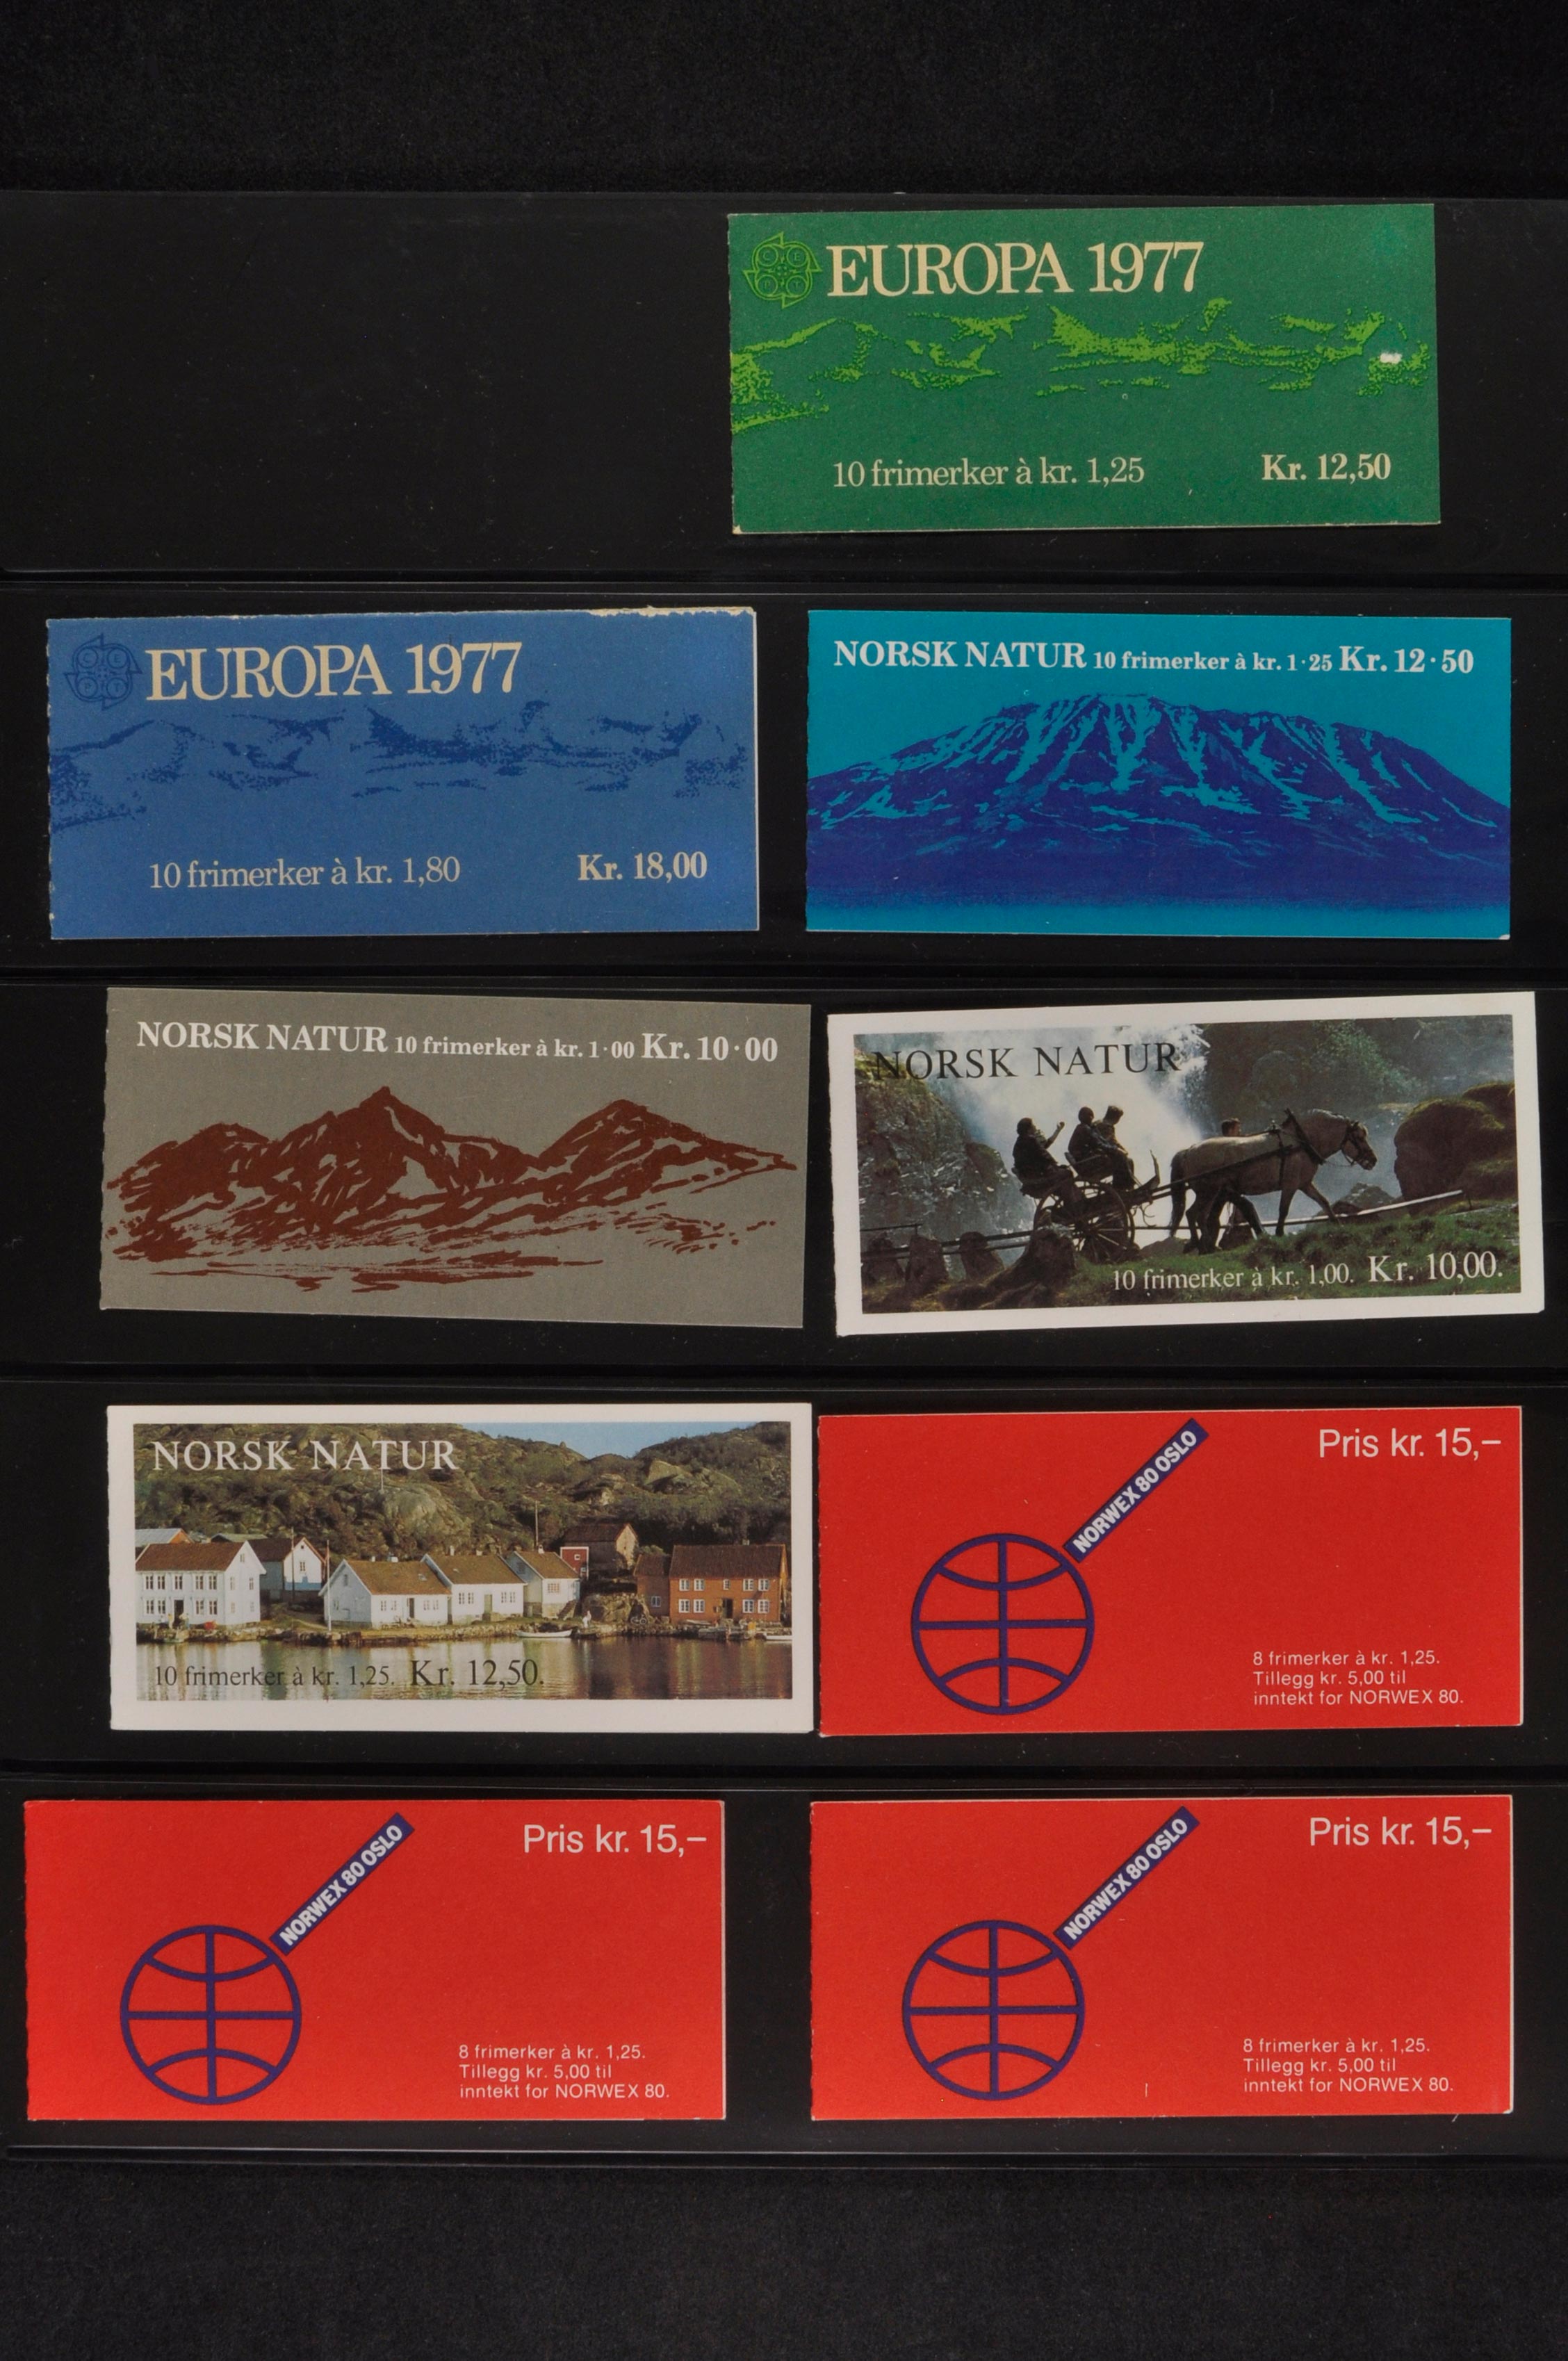 EUROPA 1977
10 frimerker à kr. 1,25 Kr. 12,50
EUROPA 1977
10 frimerker à kr. 1,80 Kr. 18,00
NORSK NATUR 10 frimerker à kr. 1·25 Kr. 12·50
NORSK NATUR 10 frimerker à kr. 1·00 Kr. 10·00
NORSK NATUR
10 frimerker à kr. 1,00. Kr. 10,00.
NORSK NATUR
10 frimerker à kr. 1,25. Kr. 12,50.
Pris kr. 15,–
NORWEX 80 OSLO
8 frimerker à kr. 1,25.
Tillegg kr. 5,00 til
inntekt for NORWEX 80.
Pris kr. 15,–
NORWEX 80 OSLO
8 frimerker à kr. 1,25.
Tillegg kr. 5,00 til
inntekt for NORWEX 80.
Pris kr. 15,–
NORWEX 80 OSLO
8 frimerker à kr. 1,25.
Tillegg kr. 5,00 til
inntekt for NORWEX 80.